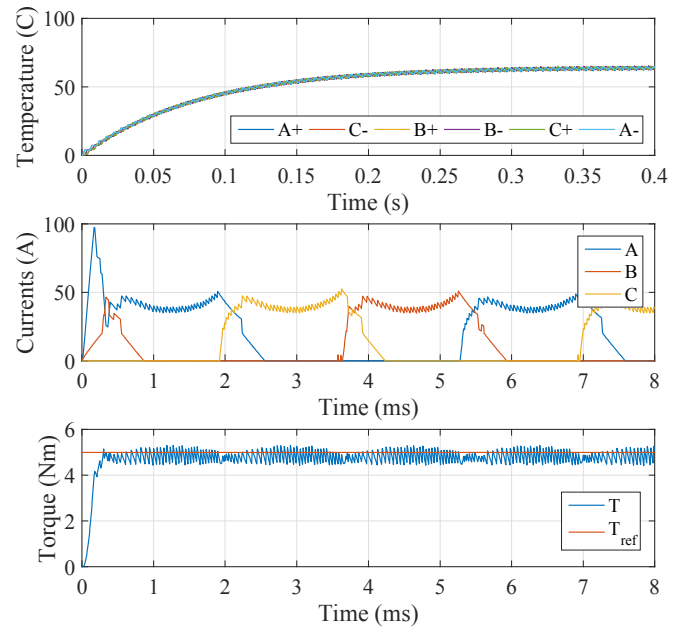 Temperature (C)
100
50
0
A+ C- B+ B- C+ A-
0 0.05 0.1 0.15 0.2 0.25 0.3 0.35 0.4
Time (s)
Currents (A)
100
50
0
A
B
C
0 1 2 3 4 5 6 7 8
Time (ms)
Torque (Nm)
6
4
2
0
T
T_ref
0 1 2 3 4 5 6 7 8
Time (ms)